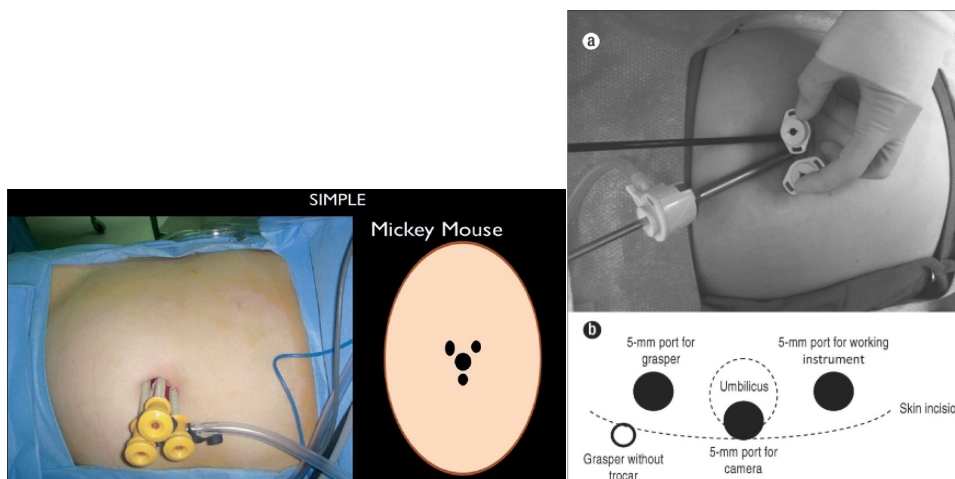 SIMPLE
Mickey Mouse
a
b
5-mm port for
grasper
Umbilicus
5-mm port for working
instrument
Skin incisio
Grasper without
trocar
5-mm port for
camera